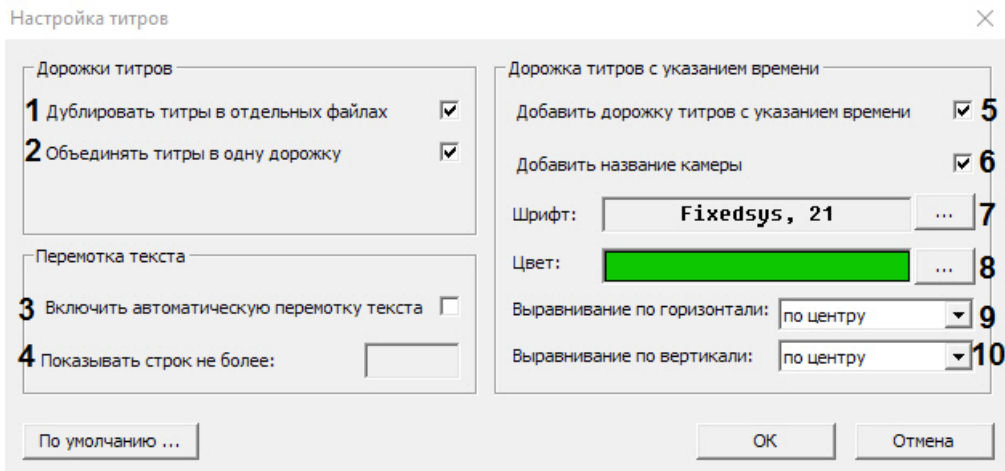 Настройка титров
Дорожки титров
1 Дублировать титры в отдельных файлах
2 Объединять титры в одну дорожку
Перемотка текста
3 Включить автоматическую перемотку текста
4 Показывать строк не более:
Дорожка титров с указанием времени
Добавить дорожку титров с указанием времени 5
Добавить название камеры 6
Шрифт: Fixedsys, 21 ... 7
Цвет: ... 8
Выравнивание по горизонтали: по центру 9
Выравнивание по вертикали: по центру 10
По умолчанию ... OK Отмена